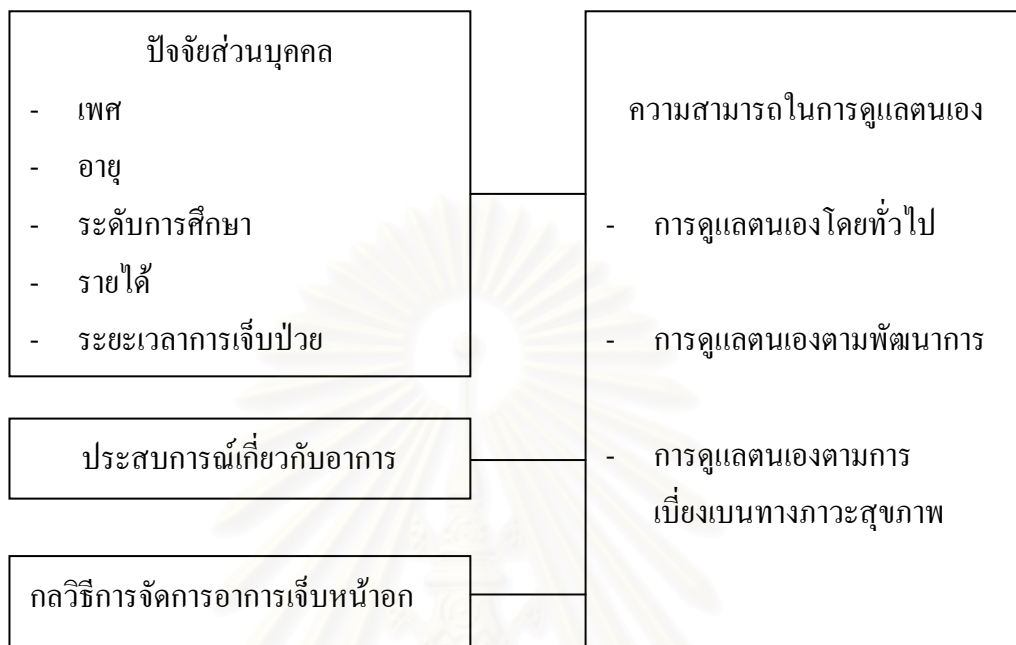 ปัจจัยส่วนบุคคล
- เพศ
- อายุ
- ระดับการศึกษา
- รายได้
- ระยะเวลาการเจ็บป่วย
ประสบการณ์เกี่ยวกับอาการ
กลวิธีการจัดการอาการเจ็บหน้าอก
ความสามารถในการดูแลตนเอง
- การดูแลตนเองโดยทั่วไป
- การดูแลตนเองตามพัฒนาการ
- การดูแลตนเองตามการ
เบี่ยงเบนทางภาวะสุขภาพ